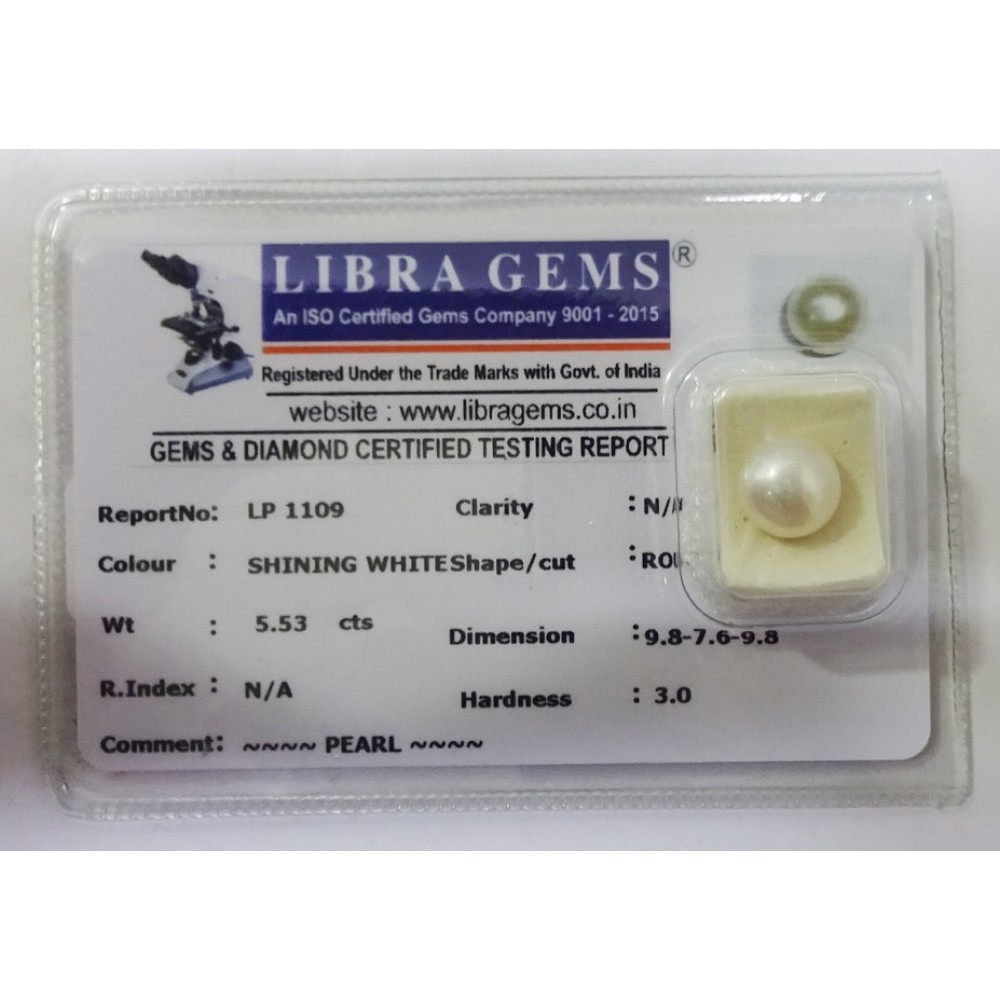 LIBRA GEMS ®
An ISO Certified Gems Company 9001 - 2015
Registered Under the Trade Marks with Govt. of India
website : www.libragems.co.in
GEMS & DIAMOND CERTIFIED TESTING REPORT
ReportNo: LP 1109 Clarity : N/A
Colour : SHINING WHITE Shape/cut :
Wt : 5.53 cts Dimension : 9.8-7.6-9.8
R.Index : N/A Hardness : 3.0
Comment: ~~~~ PEARL ~~~~